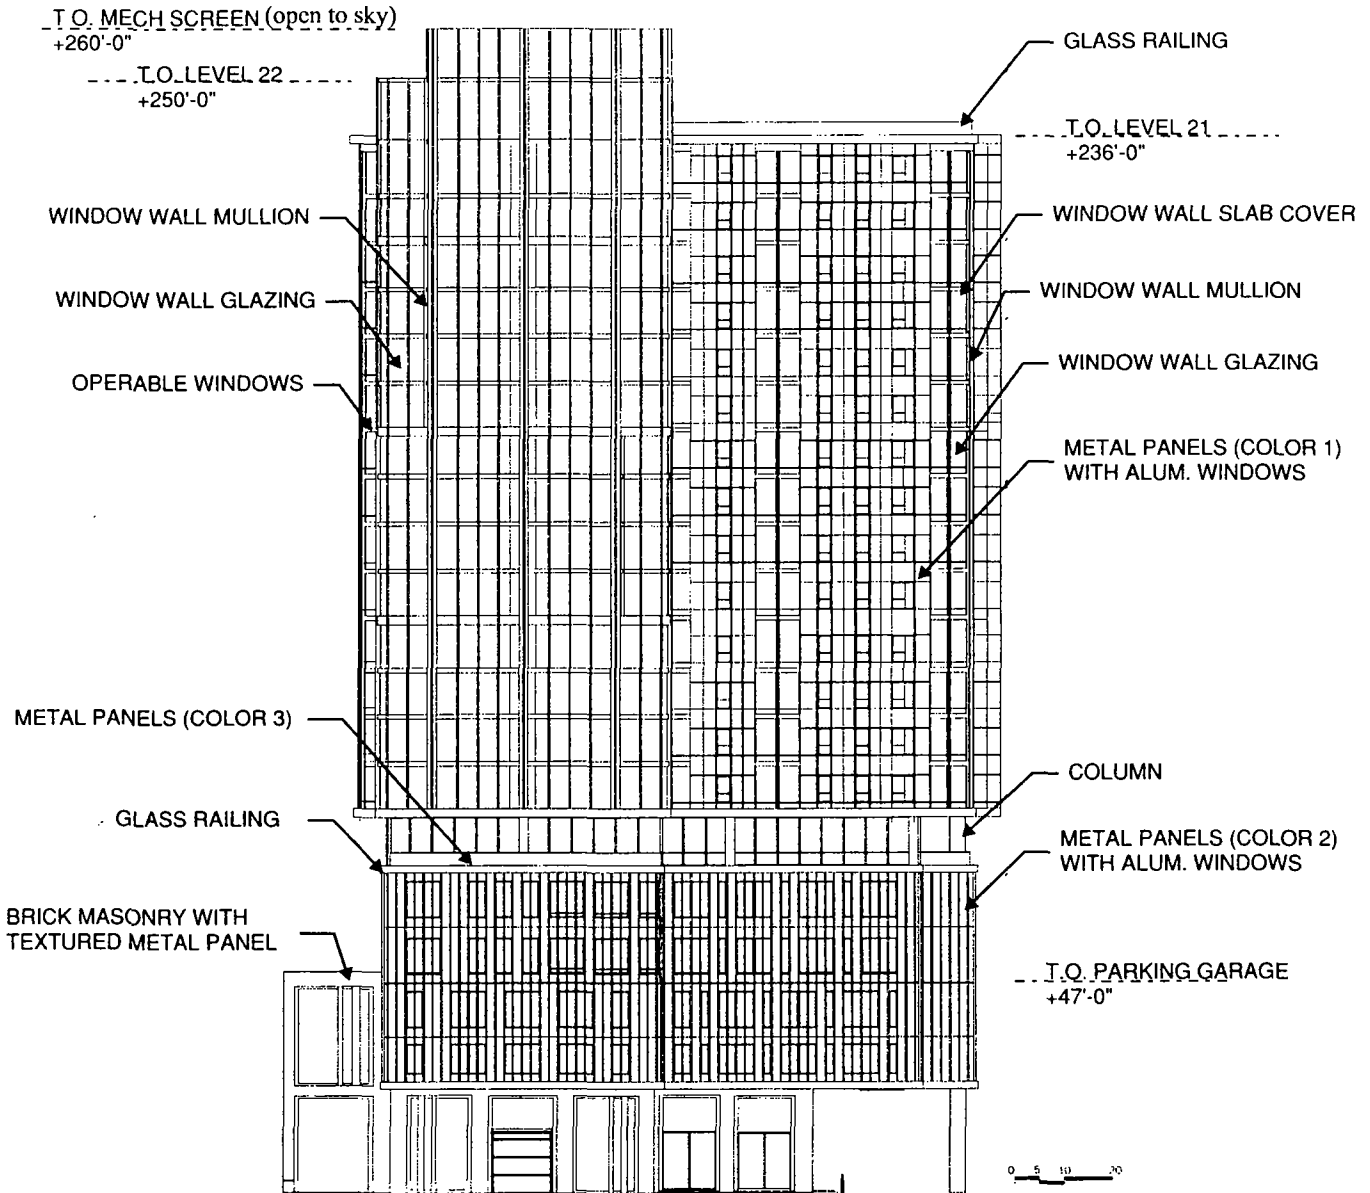 T.O. MECH SCREEN (open to sky)
+260'-0"
T.O. LEVEL 22
+250'-0"
GLASS RAILING
T.O. LEVEL 21
+236'-0"
WINDOW WALL MULLION
WINDOW WALL GLAZING
OPERABLE WINDOWS
WINDOW WALL SLAB COVER
WINDOW WALL MULLION
WINDOW WALL GLAZING
METAL PANELS (COLOR 1)
WITH ALUM. WINDOWS
METAL PANELS (COLOR 3)
GLASS RAILING
BRICK MASONRY WITH
TEXTURED METAL PANEL
COLUMN
METAL PANELS (COLOR 2)
WITH ALUM. WINDOWS
T.O. PARKING GARAGE
+47'-0"
0 5 10 20